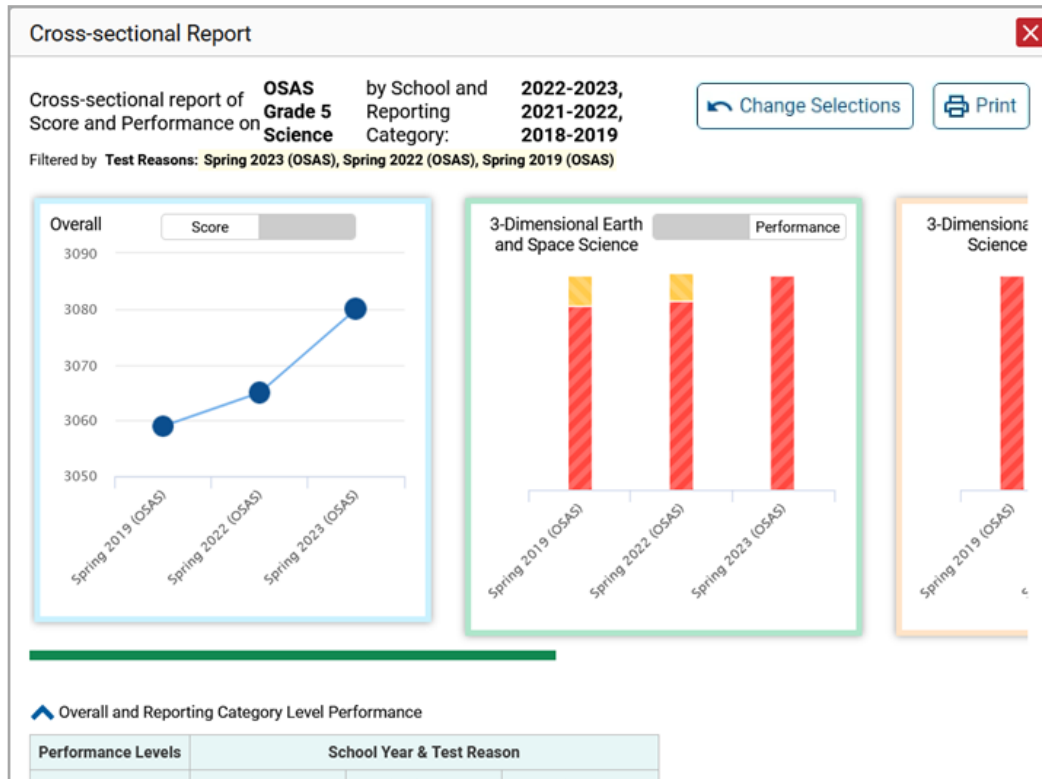 Cross-sectional Report
Cross-sectional report of
Score and Performance on
OSAS
Grade 5
Science
by School and
Reporting
Category:
2022-2023,
2021-2022,
2018-2019
Change Selections
Print
Filtered by Test Reasons: Spring 2023 (OSAS), Spring 2022 (OSAS), Spring 2019 (OSAS)
Overall
Score
3090
3080
3070
3060
3050
Spring 2019 (OSAS)
Spring 2022 (OSAS)
Spring 2023 (OSAS)
3-Dimensional Earth
and Space Science
Performance
Spring 2019 (OSAS)
Spring 2022 (OSAS)
Spring 2023 (OSAS)
3-Dimensiona
Science
Spring 2019 (OSAS)
Overall and Reporting Category Level Performance
Performance Levels
School Year & Test Reason